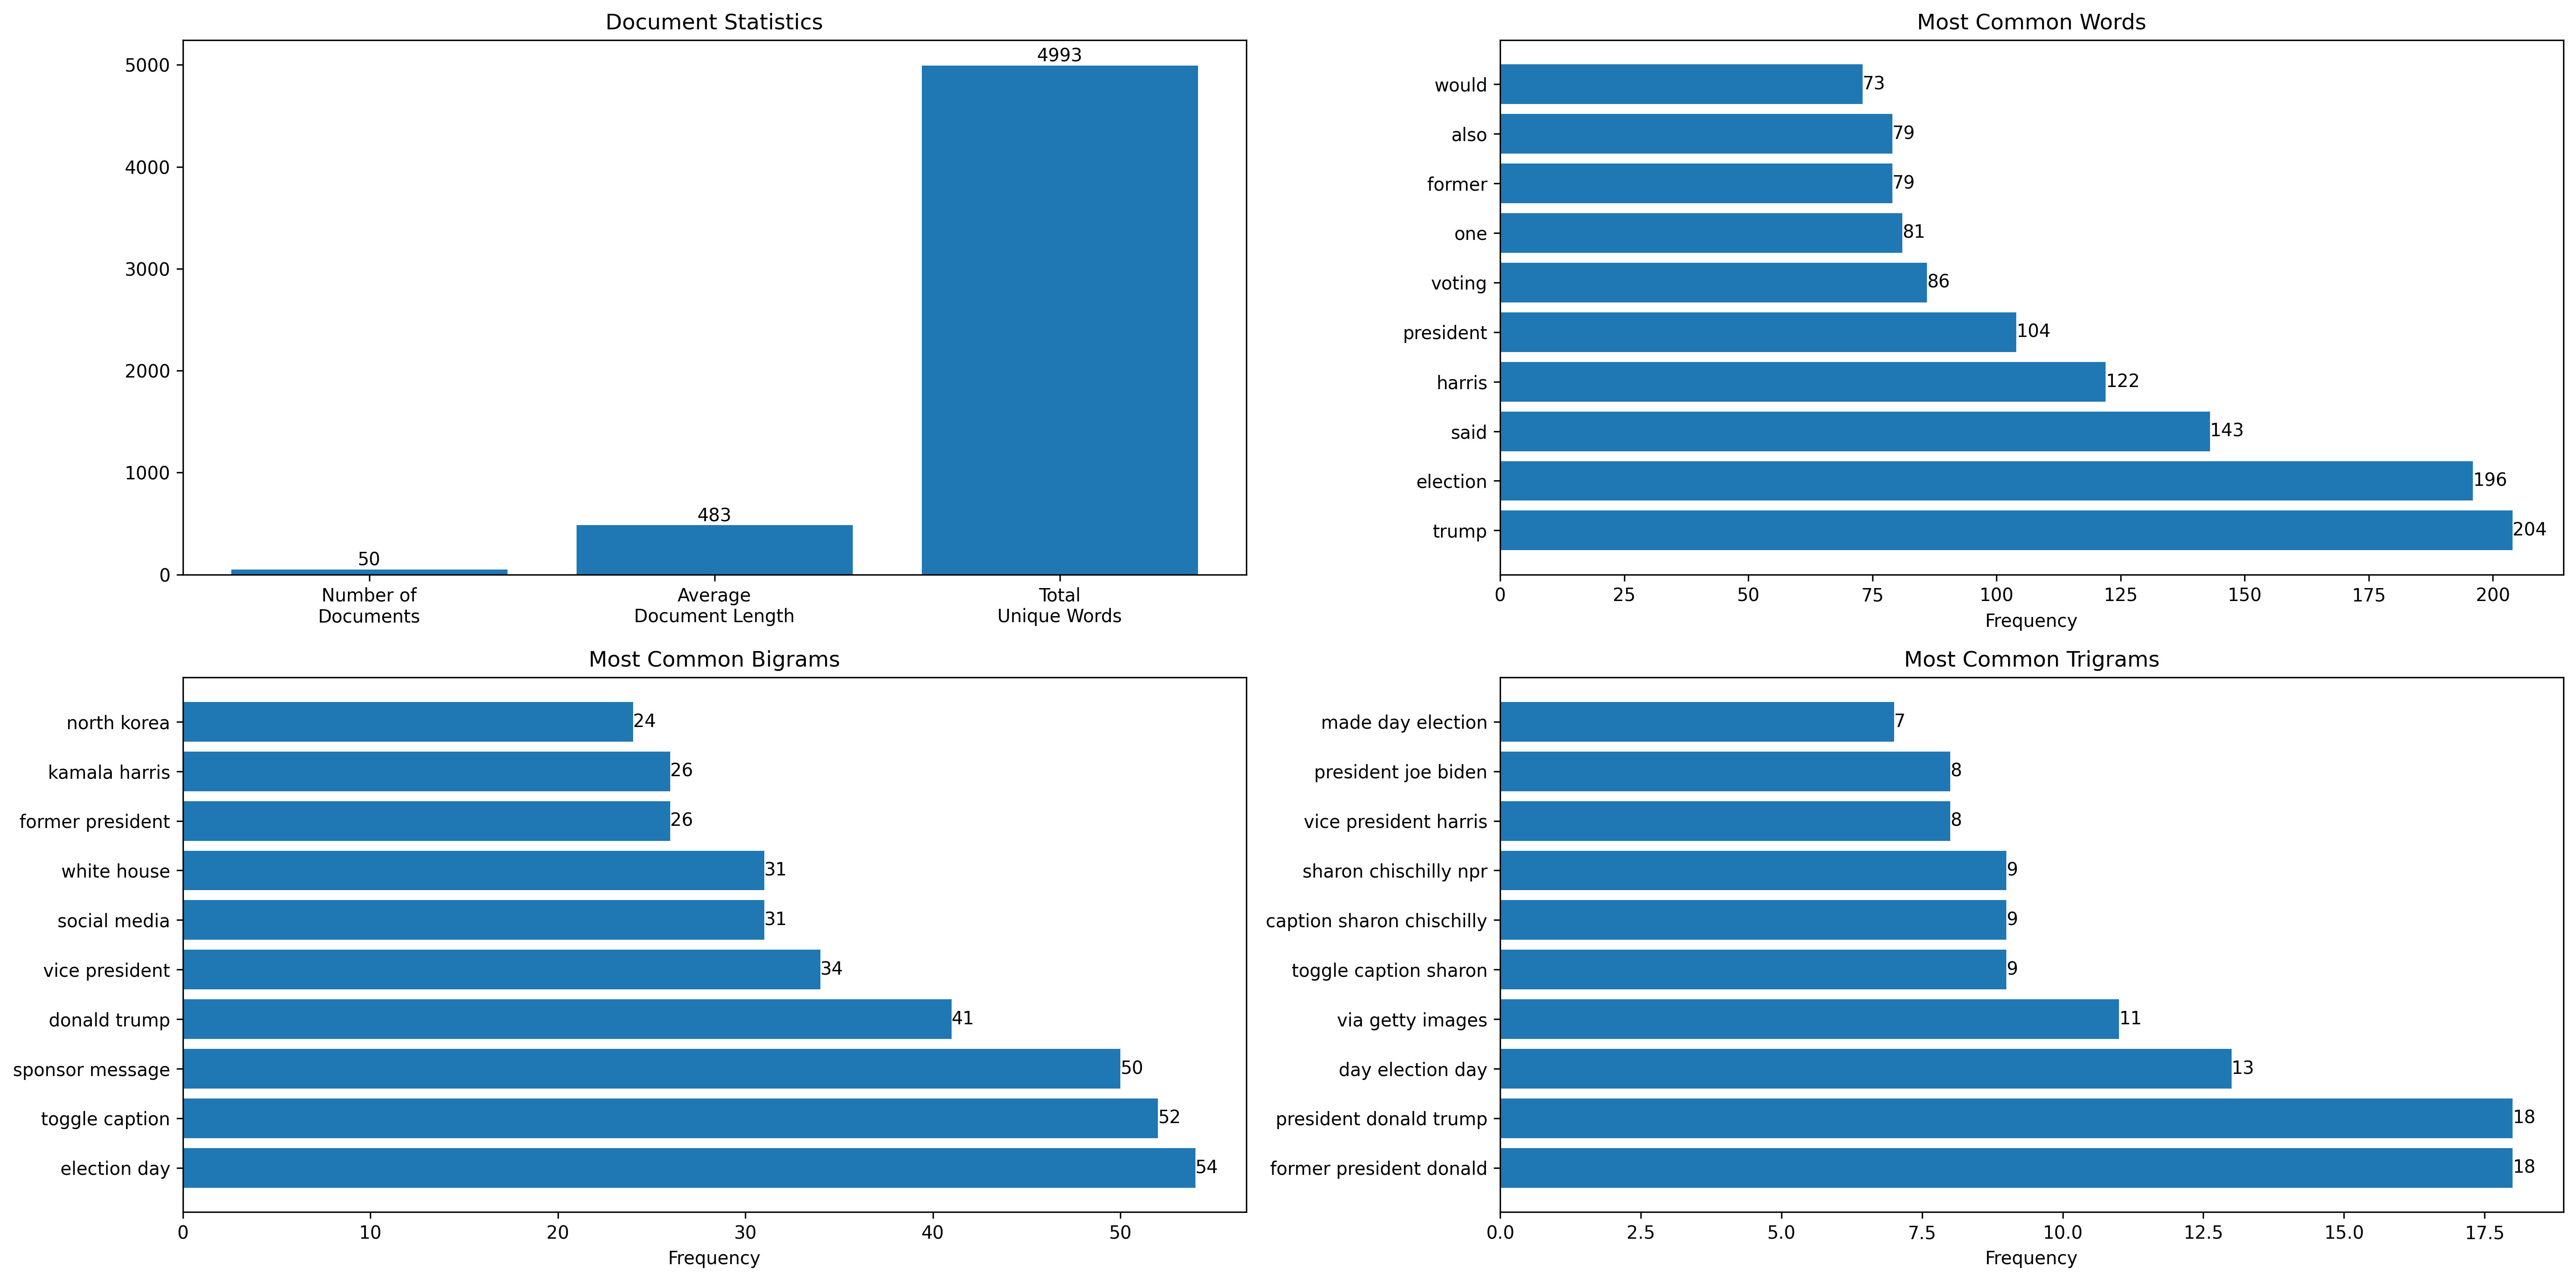 Document Statistics
5000
4000
3000
2000
1000
0
4993
483
50
Number of
Documents
Average
Document Length
Total
Unique Words
Most Common Words
would
73
also
79
former
79
one
81
voting
86
president
104
harris
122
said
143
election
196
trump
204
0 25 50 75 100 125 150 175 200
Frequency
Most Common Bigrams
north korea
24
kamala harris
26
former president
26
white house
31
social media
31
vice president
34
donald trump
41
sponsor message
50
toggle caption
52
election day
54
0 10 20 30 40 50
Frequency
Most Common Trigrams
made day election
7
president joe biden
8
vice president harris
8
sharon chischilly npr
9
caption sharon chischilly
9
toggle caption sharon
9
via getty images
11
day election day
13
president donald trump
18
former president donald
18
0.0 2.5 5.0 7.5 10.0 12.5 15.0 17.5
Frequency